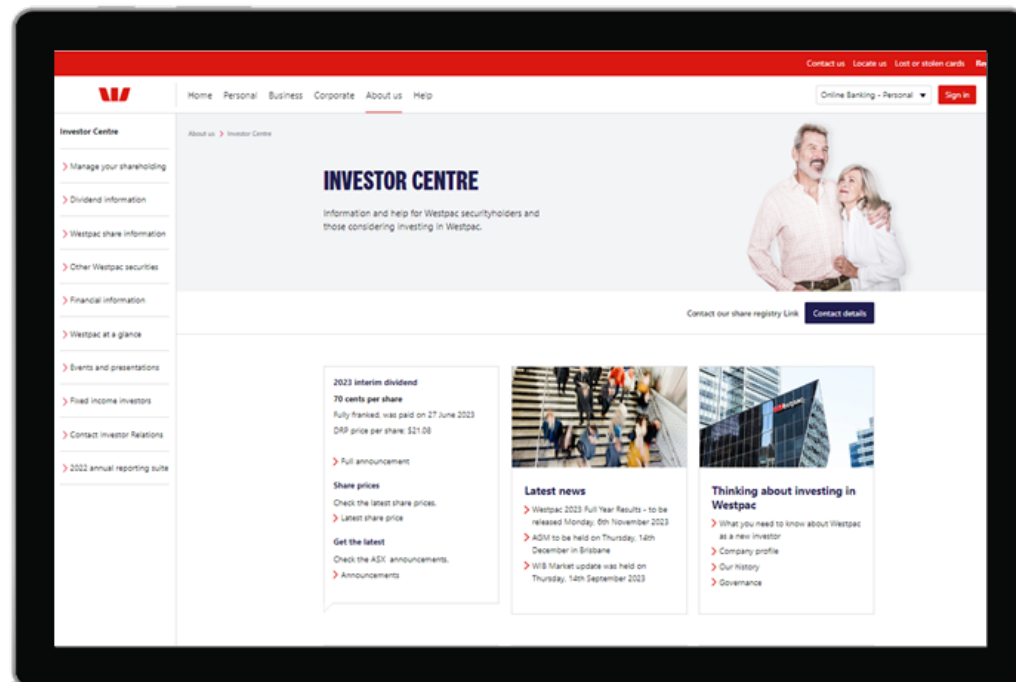 Contact us Locate us Lost or stolen cards
Home Personal Business Corporate About us Help
Online Banking - Personal
Sign in
Investor Centre
Manage your shareholding
Dividend information
Westpac share information
Other Westpac securities
Financial information
Westpac at a glance
Events and presentations
Fixed income investors
Contact Investor Relations
2022 annual reporting suite
About us Investor Centre
INVESTOR CENTRE
Information and help for Westpac securityholders and
those considering investing in Westpac.
Contact our share registry Link
Contact details
2023 interim dividend
70 cents per share
Fully franked, was paid on 27 June 2023
DRP price per share: $21.08
Full announcement
Share prices
Check the latest share prices.
Latest share price
Get the latest
Check the ASX announcements.
Announcements
Latest news
Westpac 2023 Full Year Results - to be
released Monday, 6th November 2023
AGM to be held on Thursday, 14th
December in Brisbane
WIB Market update was held on
Thursday, 14th September 2023
Westpac
Thinking about investing in
Westpac
What you need to know about Westpac
as a new investor
Company profile
Our history
Governance